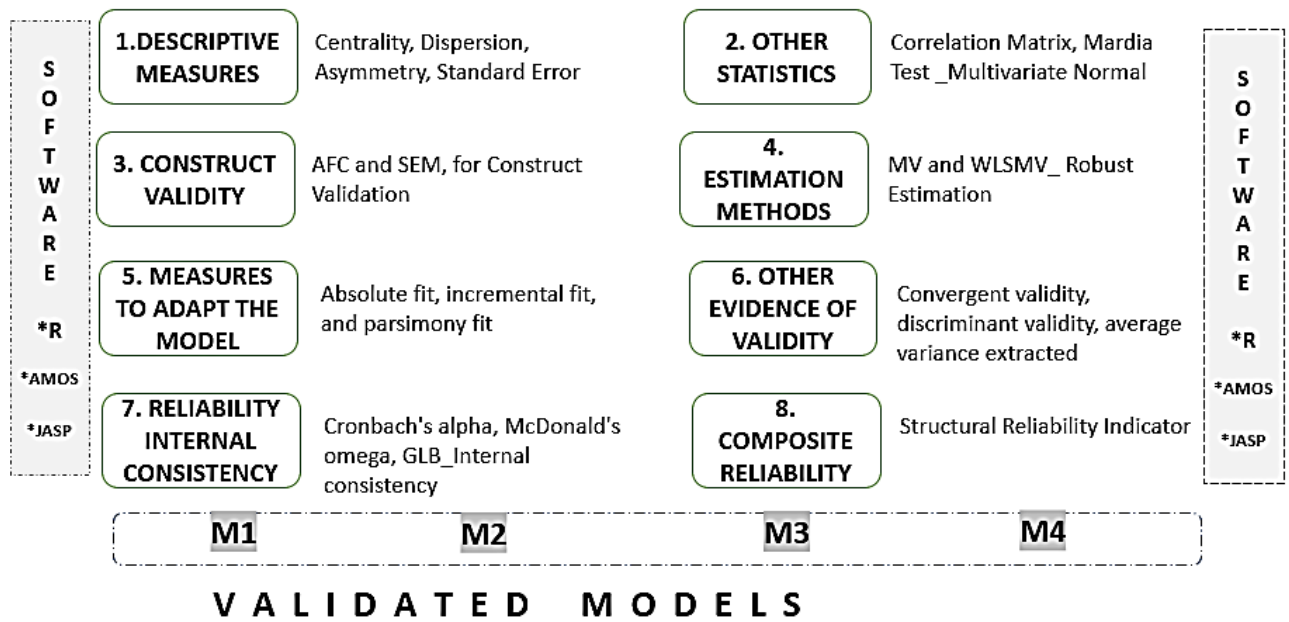 S
O
F
T
W
A
R
E
*R
*AMOS
*JASP
1.DESCRIPTIVE
MEASURES
Centrality, Dispersion,
Asymmetry, Standard Error
2. OTHER
STATISTICS
Correlation Matrix, Mardia
Test _Multivariate Normal
3. CONSTRUCT
VALIDITY
AFC and SEM, for Construct
Validation
4.
ESTIMATION
METHODS
MV and WLSMV_ Robust
Estimation
5. MEASURES
TO ADAPT THE
MODEL
Absolute fit, incremental fit,
and parsimony fit
6. OTHER
EVIDENCE OF
VALIDITY
Convergent validity,
discriminant validity, average
variance extracted
7. RELIABILITY
INTERNAL
CONSISTENCY
Cronbach's alpha, McDonald's
omega, GLB_Internal
consistency
8.
COMPOSITE
RELIABILITY
Structural Reliability Indicator
S
O
F
T
W
A
R
E
*R
*AMOS
*JASP
M1 M2 M3 M4
VALIDATED MODELS